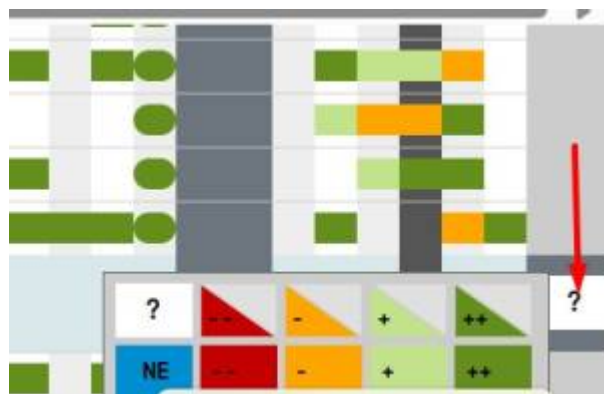 ? -- - + ++ ?
NE -- - + ++